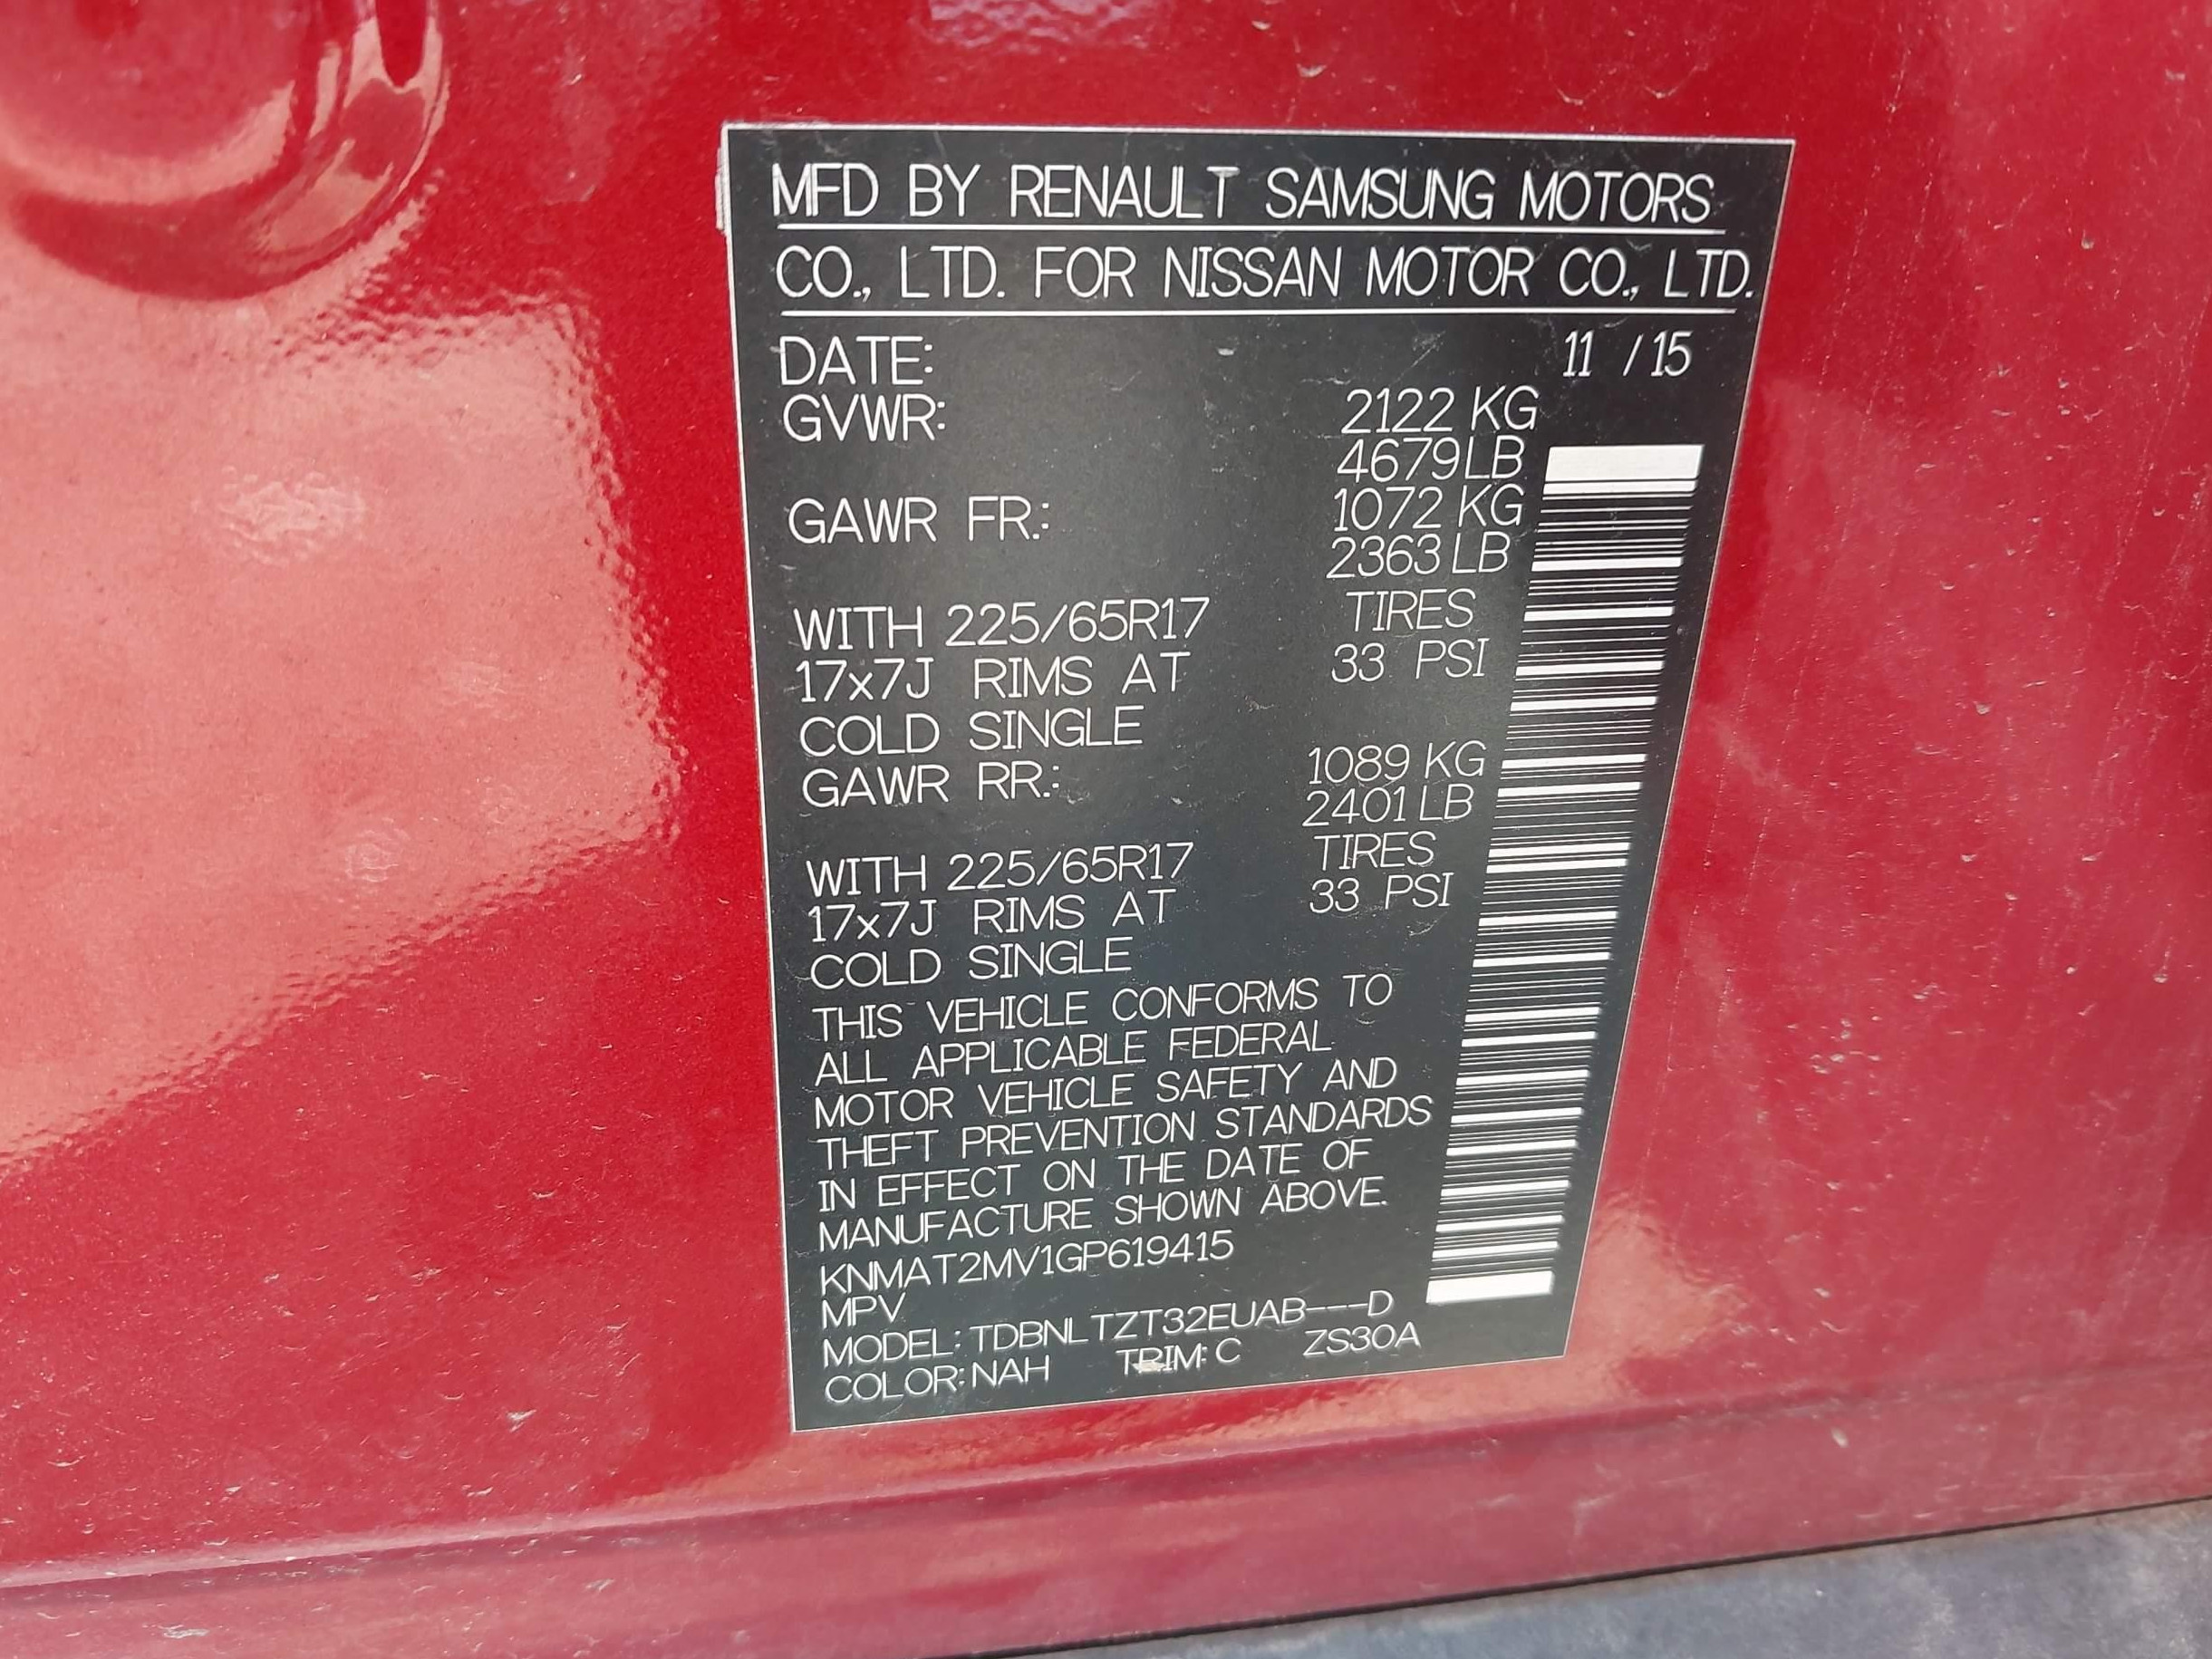 MFD BY RENAULT SAMSUNG MOTORS
CO., LTD. FOR NISSAN MOTOR CO., LTD.
DATE: 11 / 15
GVWR: 2122 KG
4679 LB
GAWR FR.: 1072 KG
2363 LB
WITH 225/65R17 TIRES
17x7J RIMS AT 33 PSI
COLD SINGLE
GAWR RR.: 1089 KG
2401 LB
WITH 225/65R17 TIRES
17x7J RIMS AT 33 PSI
COLD SINGLE
THIS VEHICLE CONFORMS TO
ALL APPLICABLE FEDERAL
MOTOR VEHICLE SAFETY AND
THEFT PREVENTION STANDARDS
IN EFFECT ON THE DATE OF
MANUFACTURE SHOWN ABOVE.
KNMAT2MV1GP619415
MPV
MODEL: TDBNLTZT32EUAB---D
COLOR: NAH TRIM: C ZS30A